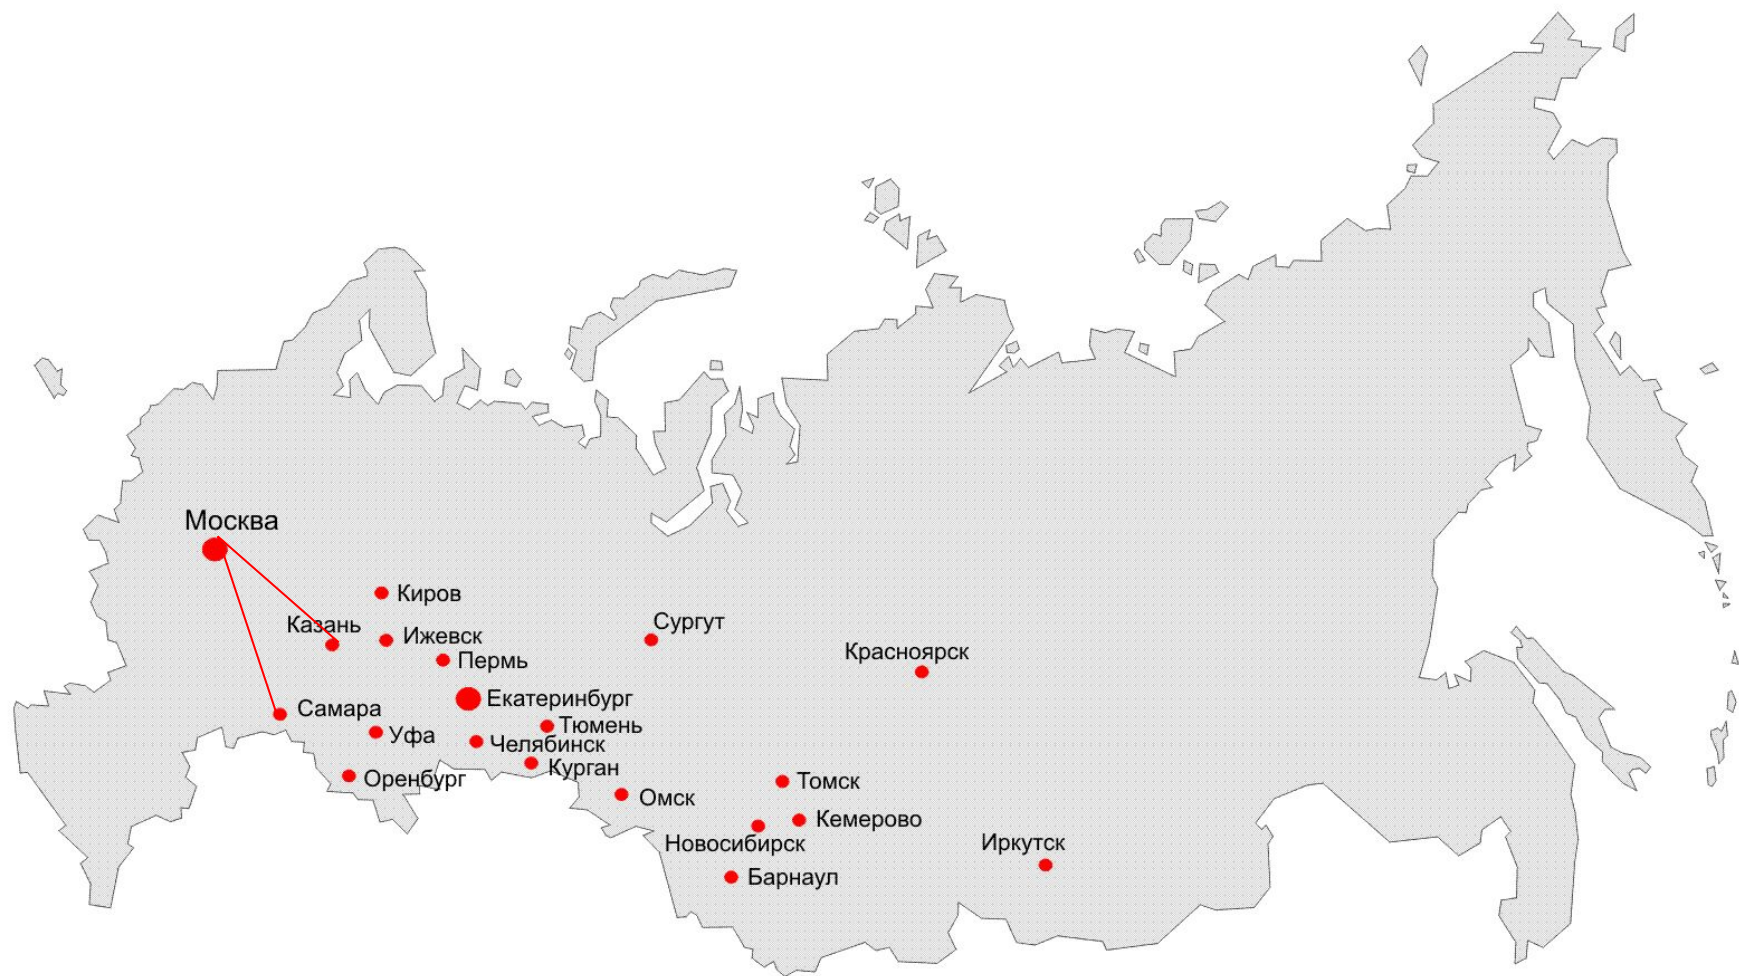 Москва
Киров
Казань
Ижевск
Сургут
Пермь
Красноярск
Екатеринбург
Самара
Тюмень
Уфа
Челябинск
Курган
Оренбург
Томск
Омск
Кемерово
Новосибирск
Иркутск
Барнаул